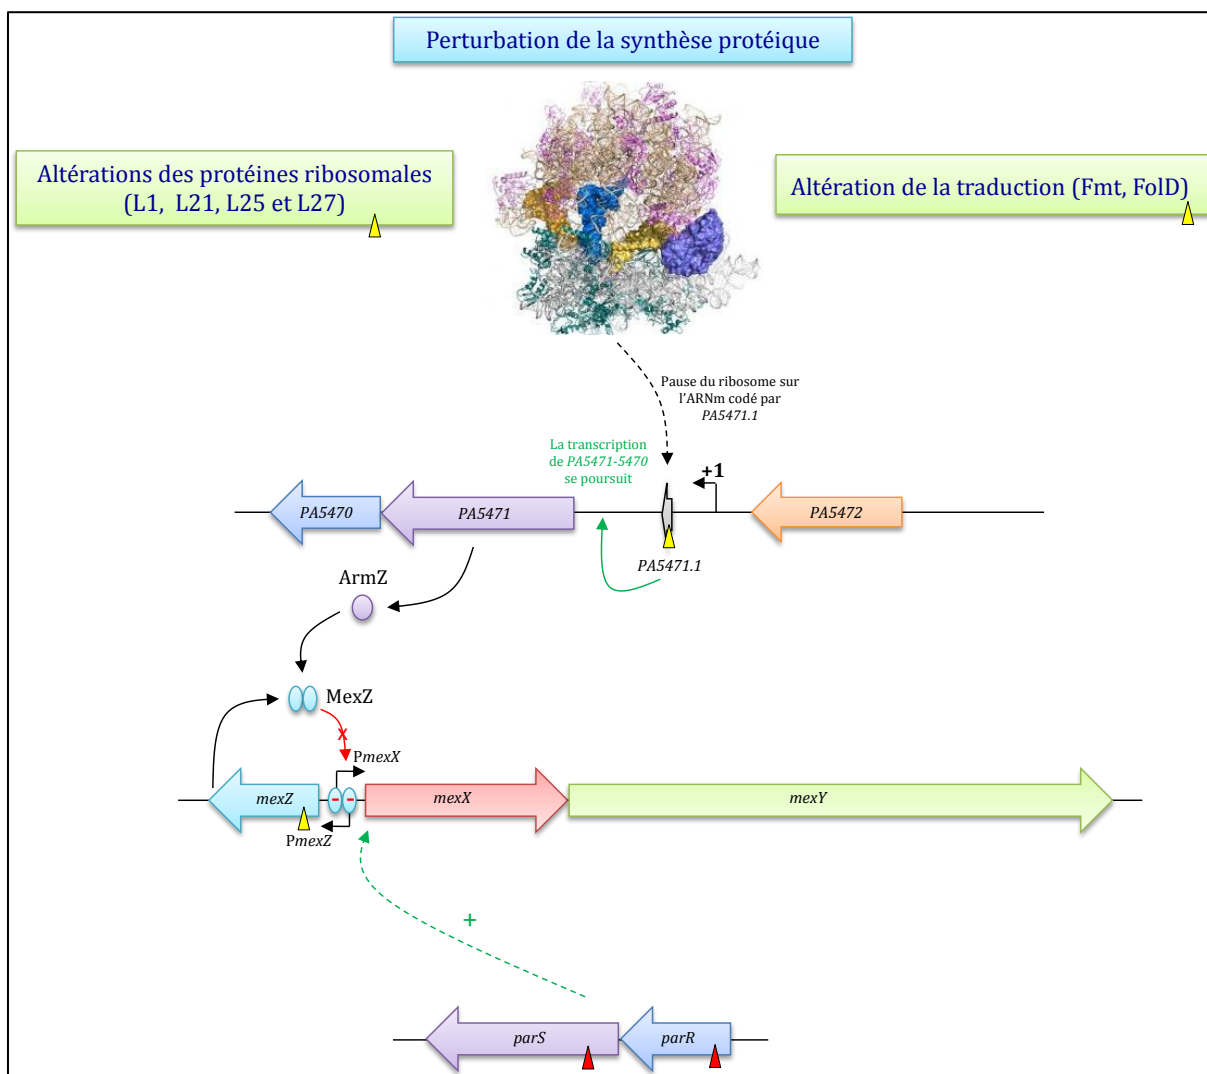 Perturbation de la synthèse protéique
Altérations des protéines ribosomales
(L1, L21, L25 et L27)
Altération de la traduction (Fmt, FolD)
Pause du ribosome sur
l'ARNm codé par
PA5471.1
La transcription
de PA5471-5470
se poursuit
+1
PA5470
PA5471
PA5472
PA5471.1
ArmZ
MexZ
X
PmexX
mexZ
- -
mexX
mexY
PmexZ
+
parS
parR